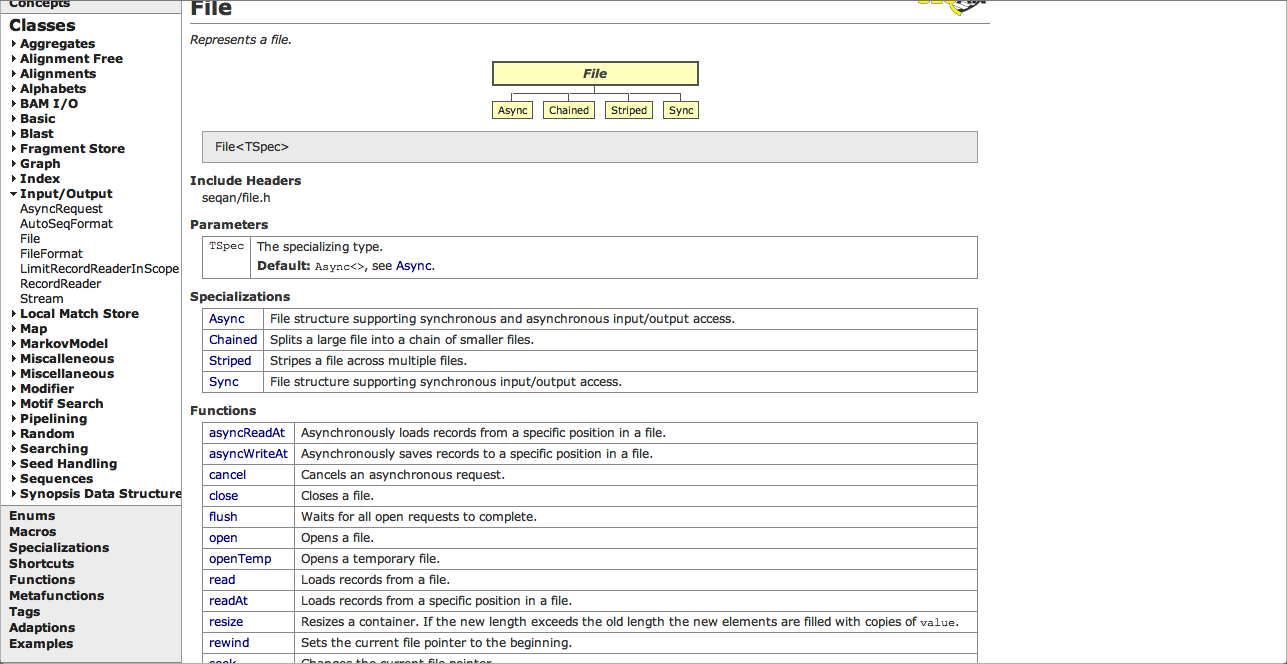 Concepts
Classes
Aggregates
Alignment Free
Alignments
Alphabets
BAM I/O
Basic
Blast
Fragment Store
Graph
Index
Input/Output
AsyncRequest
AutoSeqFormat
File
FileFormat
LimitRecordReaderInScope
RecordReader
Stream
Local Match Store
Map
MarkovModel
Miscalleneous
Miscellaneous
Modifier
Motif Search
Pipelining
Random
Searching
Seed Handling
Sequences
Synopsis Data Structure
Enums
Macros
Specializations
Shortcuts
Functions
Metafunctions
Tags
Adaptions
Examples
File
Represents a file.
File
Async Chained Striped Sync
File<TSpec>
Include Headers
seqan/file.h
Parameters
TSpec The specializing type.
Default: Async<>, see Async.
Specializations
Async File structure supporting synchronous and asynchronous input/output access.
Chained Splits a large file into a chain of smaller files.
Striped Stripes a file across multiple files.
Sync File structure supporting synchronous input/output access.
Functions
asyncReadAt Asynchronously loads records from a specific position in a file.
asyncWriteAt Asynchronously saves records to a specific position in a file.
cancel Cancels an asynchronous request.
close Closes a file.
flush Waits for all open requests to complete.
open Opens a file.
openTemp Opens a temporary file.
read Loads records from a file.
readAt Loads records from a specific position in a file.
resize Resizes a container. If the new length exceeds the old length the new elements are filled with copies of value.
rewind Sets the current file pointer to the beginning.
seek Changes the current file pointer.